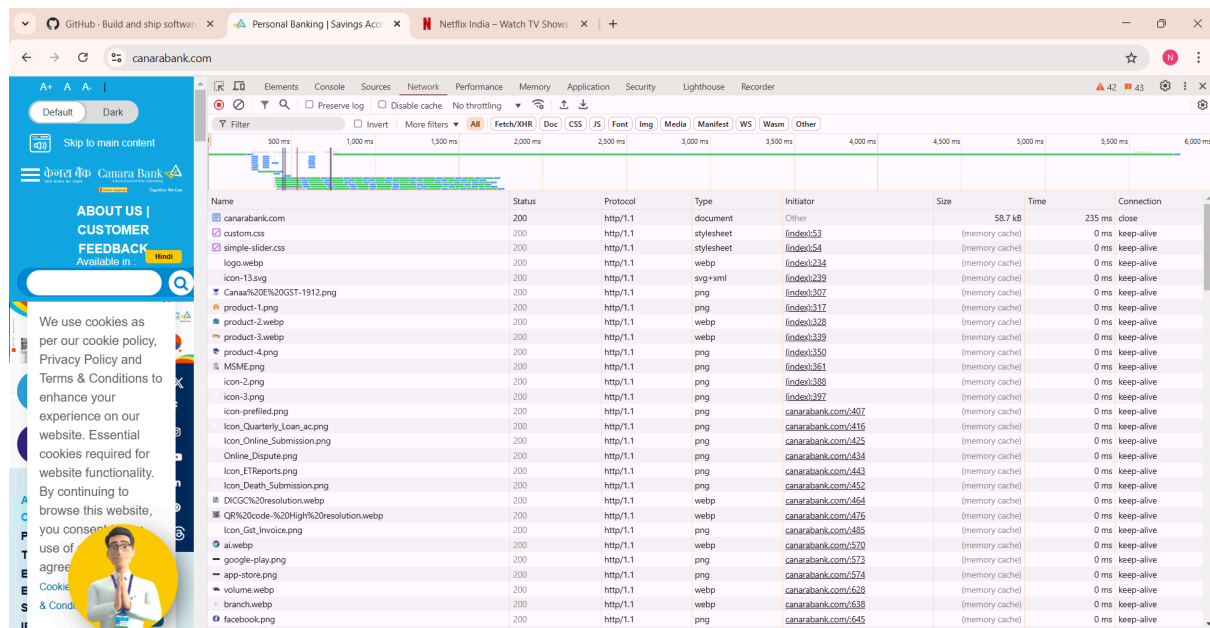 GitHub · Build and ship softwar
Personal Banking | Savings Acc
Netflix India – Watch TV Shows
canarabank.com
N
A+ A A-
Default Dark
Skip to main content
केनरा बैंक Canara Bank
Together We Can
ABOUT US |
CUSTOMER
FEEDBACK
Available in : Hindi
We use cookies as
per our cookie policy,
Privacy Policy and
Terms & Conditions to
enhance your
experience on our
website. Essential
cookies required for
website functionality.
By continuing to
browse this website,
you consent
use of
agree
Cookie
& Condi
Elements Console Sources Network Performance Memory Application Security Lighthouse Recorder 42 43
Preserve log Disable cache No throttling
Filter Invert More filters All Fetch/XHR Doc CSS JS Font Img Media Manifest WS Wasm Other
500 ms 1,000 ms 1,500 ms 2,000 ms 2,500 ms 3,000 ms 3,500 ms 4,000 ms 4,500 ms 5,000 ms 5,500 ms 6,000 ms
Name Status Protocol Type Initiator Size Time Connection
canarabank.com 200 http/1.1 document Other 58.7 kB 235 ms close
custom.css 200 http/1.1 stylesheet (index):53 (memory cache) 0 ms keep-alive
simple-slider.css 200 http/1.1 stylesheet (index):54 (memory cache) 0 ms keep-alive
logo.webp 200 http/1.1 webp (index):234 (memory cache) 0 ms keep-alive
icon-13.svg 200 http/1.1 svg+xml (index):239 (memory cache) 0 ms keep-alive
Canaa%20E%20GST-1912.png 200 http/1.1 png (index):307 (memory cache) 0 ms keep-alive
product-1.png 200 http/1.1 png (index):317 (memory cache) 0 ms keep-alive
product-2.webp 200 http/1.1 webp (index):328 (memory cache) 0 ms keep-alive
product-3.webp 200 http/1.1 webp (index):339 (memory cache) 0 ms keep-alive
product-4.png 200 http/1.1 png (index):350 (memory cache) 0 ms keep-alive
MSME.png 200 http/1.1 png (index):361 (memory cache) 0 ms keep-alive
icon-2.png 200 http/1.1 png (index):388 (memory cache) 0 ms keep-alive
icon-3.png 200 http/1.1 png (index):397 (memory cache) 0 ms keep-alive
icon-prefiled.png 200 http/1.1 png canarabank.com/:407 (memory cache) 0 ms keep-alive
Icon_Quarterly_Loan_ac.png 200 http/1.1 png canarabank.com/:416 (memory cache) 0 ms keep-alive
Icon_Online_Submission.png 200 http/1.1 png canarabank.com/:425 (memory cache) 0 ms keep-alive
Online_Dispute.png 200 http/1.1 png canarabank.com/:434 (memory cache) 0 ms keep-alive
Icon_ETReports.png 200 http/1.1 png canarabank.com/:443 (memory cache) 0 ms keep-alive
Icon_Death_Submission.png 200 http/1.1 png canarabank.com/:452 (memory cache) 0 ms keep-alive
DICGC%20resolution.webp 200 http/1.1 webp canarabank.com/:464 (memory cache) 0 ms keep-alive
QR%20code-%20High%20resolution.webp 200 http/1.1 webp canarabank.com/:476 (memory cache) 0 ms keep-alive
Icon_Gst_Invoice.png 200 http/1.1 png canarabank.com/:485 (memory cache) 0 ms keep-alive
ai.webp 200 http/1.1 webp canarabank.com/:570 (memory cache) 0 ms keep-alive
google-play.png 200 http/1.1 png canarabank.com/:573 (memory cache) 0 ms keep-alive
app-store.png 200 http/1.1 png canarabank.com/:574 (memory cache) 0 ms keep-alive
volume.webp 200 http/1.1 webp canarabank.com/:628 (memory cache) 0 ms keep-alive
branch.webp 200 http/1.1 webp canarabank.com/:638 (memory cache) 0 ms keep-alive
facebook.png 200 http/1.1 png canarabank.com/:645 (memory cache) 0 ms keep-alive